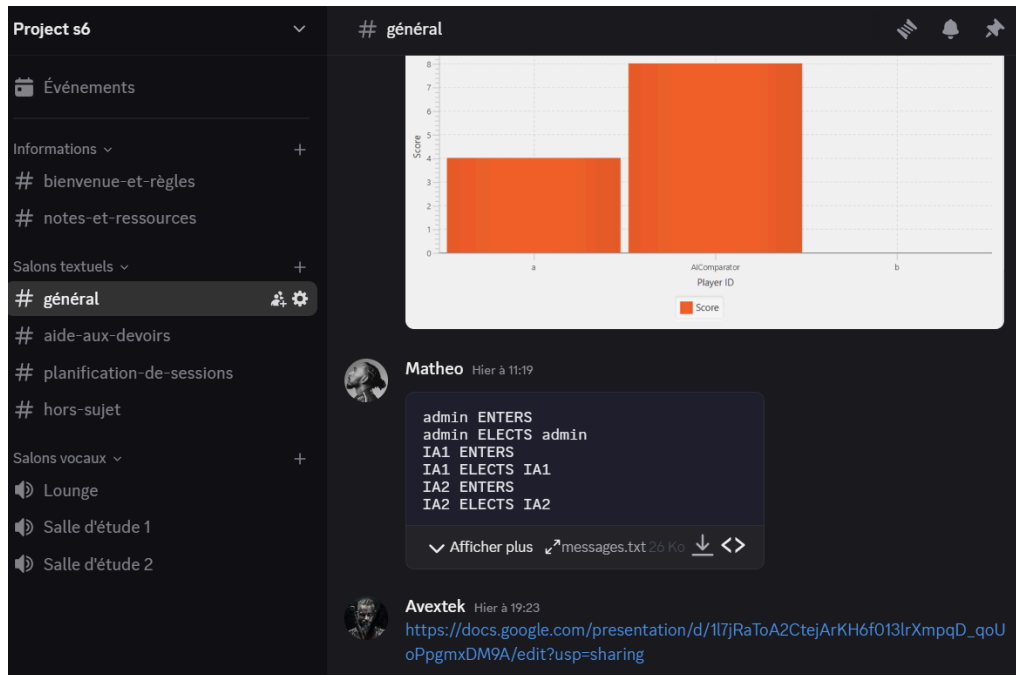 Project s6
Événements
Informations
bienvenue-et-règles
notes-et-ressources
Salons textuels
général
aide-aux-devoirs
planification-de-sessions
hors-sujet
Salons vocaux
Lounge
Salle d'étude 1
Salle d'étude 2
# général
8
7
6
5
4
3
2
1
0
Score
a AIComparator b
Player ID
Score
Matheo Hier à 11:19
admin ENTERS
admin ELECTS admin
IA1 ENTERS
IA1 ELECTS IA1
IA2 ENTERS
IA2 ELECTS IA2
Afficher plus messages.txt 26 Ko
Avextek Hier à 19:23
https://docs.google.com/presentation/d/1l7jRaToA2CtejArKH6f013lrXmpqD_qoU
oPpgmxDM9A/edit?usp=sharing